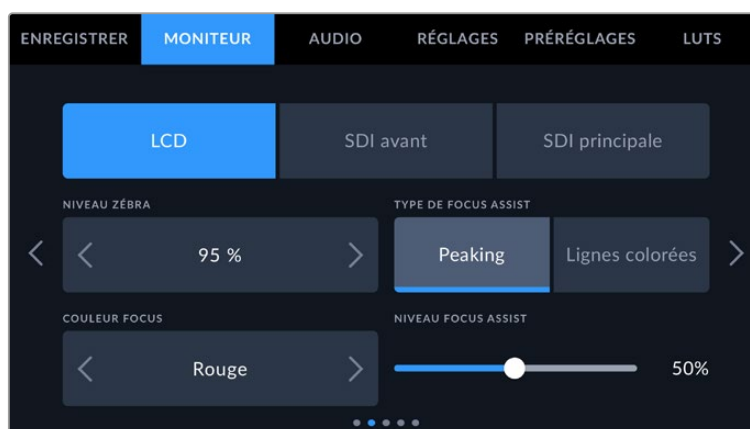 ENREGISTRER MONITEUR AUDIO RÉGLAGES PRÉRÉGLAGES LUTS
LCD SDI avant SDI principale
NIVEAU ZÉBRA TYPE DE FOCUS ASSIST
95 % Peaking Lignes colorées
COULEUR FOCUS NIVEAU FOCUS ASSIST
Rouge 50%